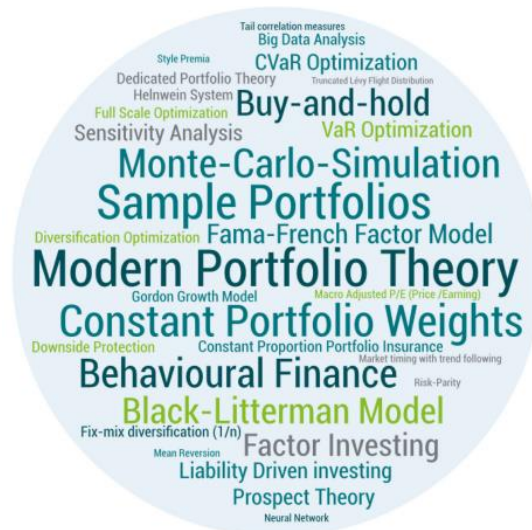 Tail correlation measures
Big Data Analysis
Style Premia
CVaR Optimization
Dedicated Portfolio Theory
Truncated Lévy Flight Distribution
Helnwein System
Buy-and-hold
Full Scale Optimization
Sensitivity Analysis
VaR Optimization
Monte-Carlo-Simulation
Sample Portfolios
Diversification Optimization
Fama-French Factor Model
Modern Portfolio Theory
Gordon Growth Model
Macro Adjusted P/E (Price /Earning)
Constant Portfolio Weights
Downside Protection
Constant Proportion Portfolio Insurance
Market timing with trend following
Behavioural Finance
Risk-Parity
Black-Litterman Model
Fix-mix diversification (1/n)
Factor Investing
Mean Reversion
Liability Driven investing
Prospect Theory
Neural Network